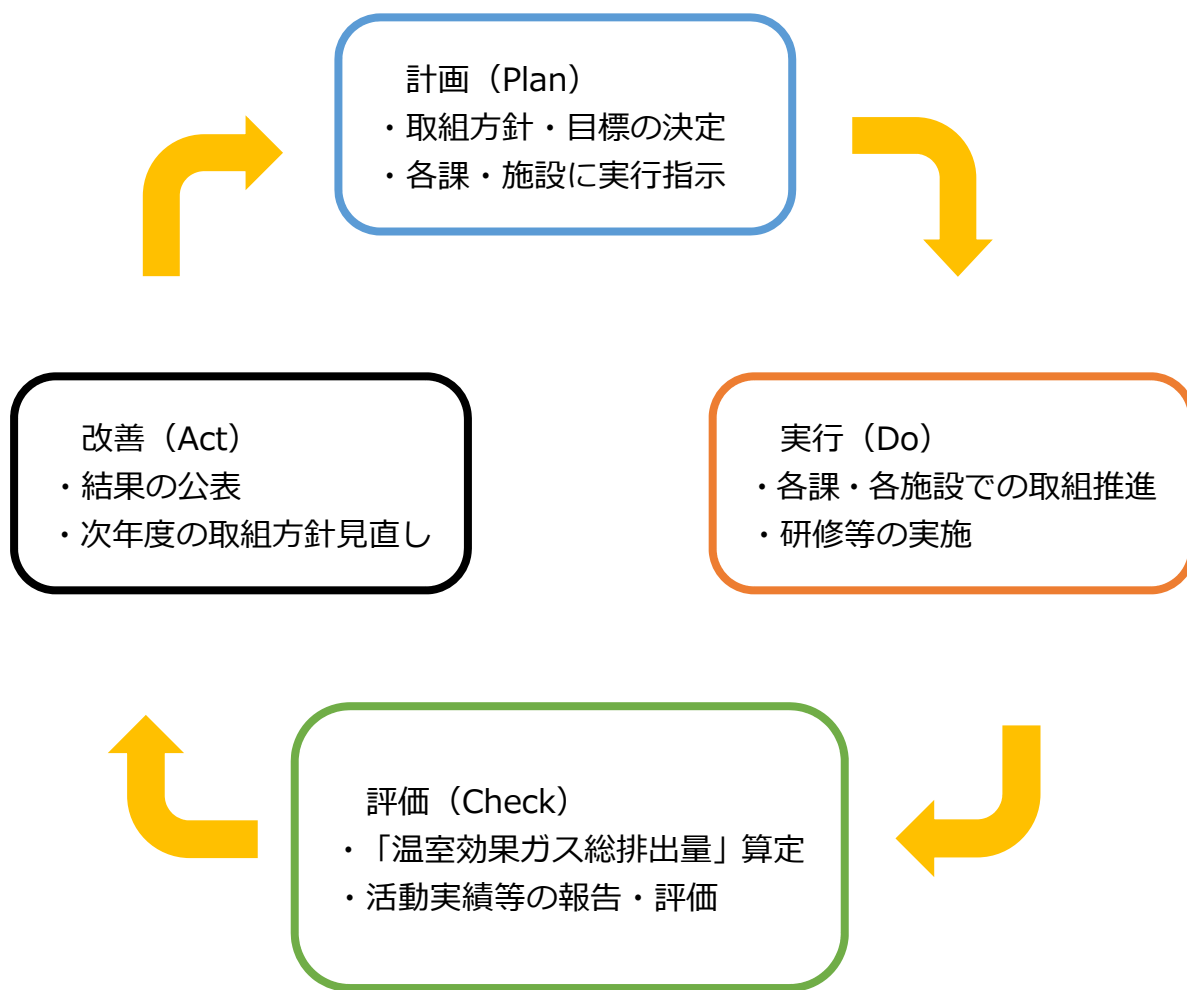 計画（Plan）
・取組方針・目標の決定
・各課・施設に実行指示
実行（Do）
・各課・各施設での取組推進
・研修等の実施
評価（Check）
・「温室効果ガス総排出量」算定
・活動実績等の報告・評価
改善（Act）
・結果の公表
・次年度の取組方針見直し